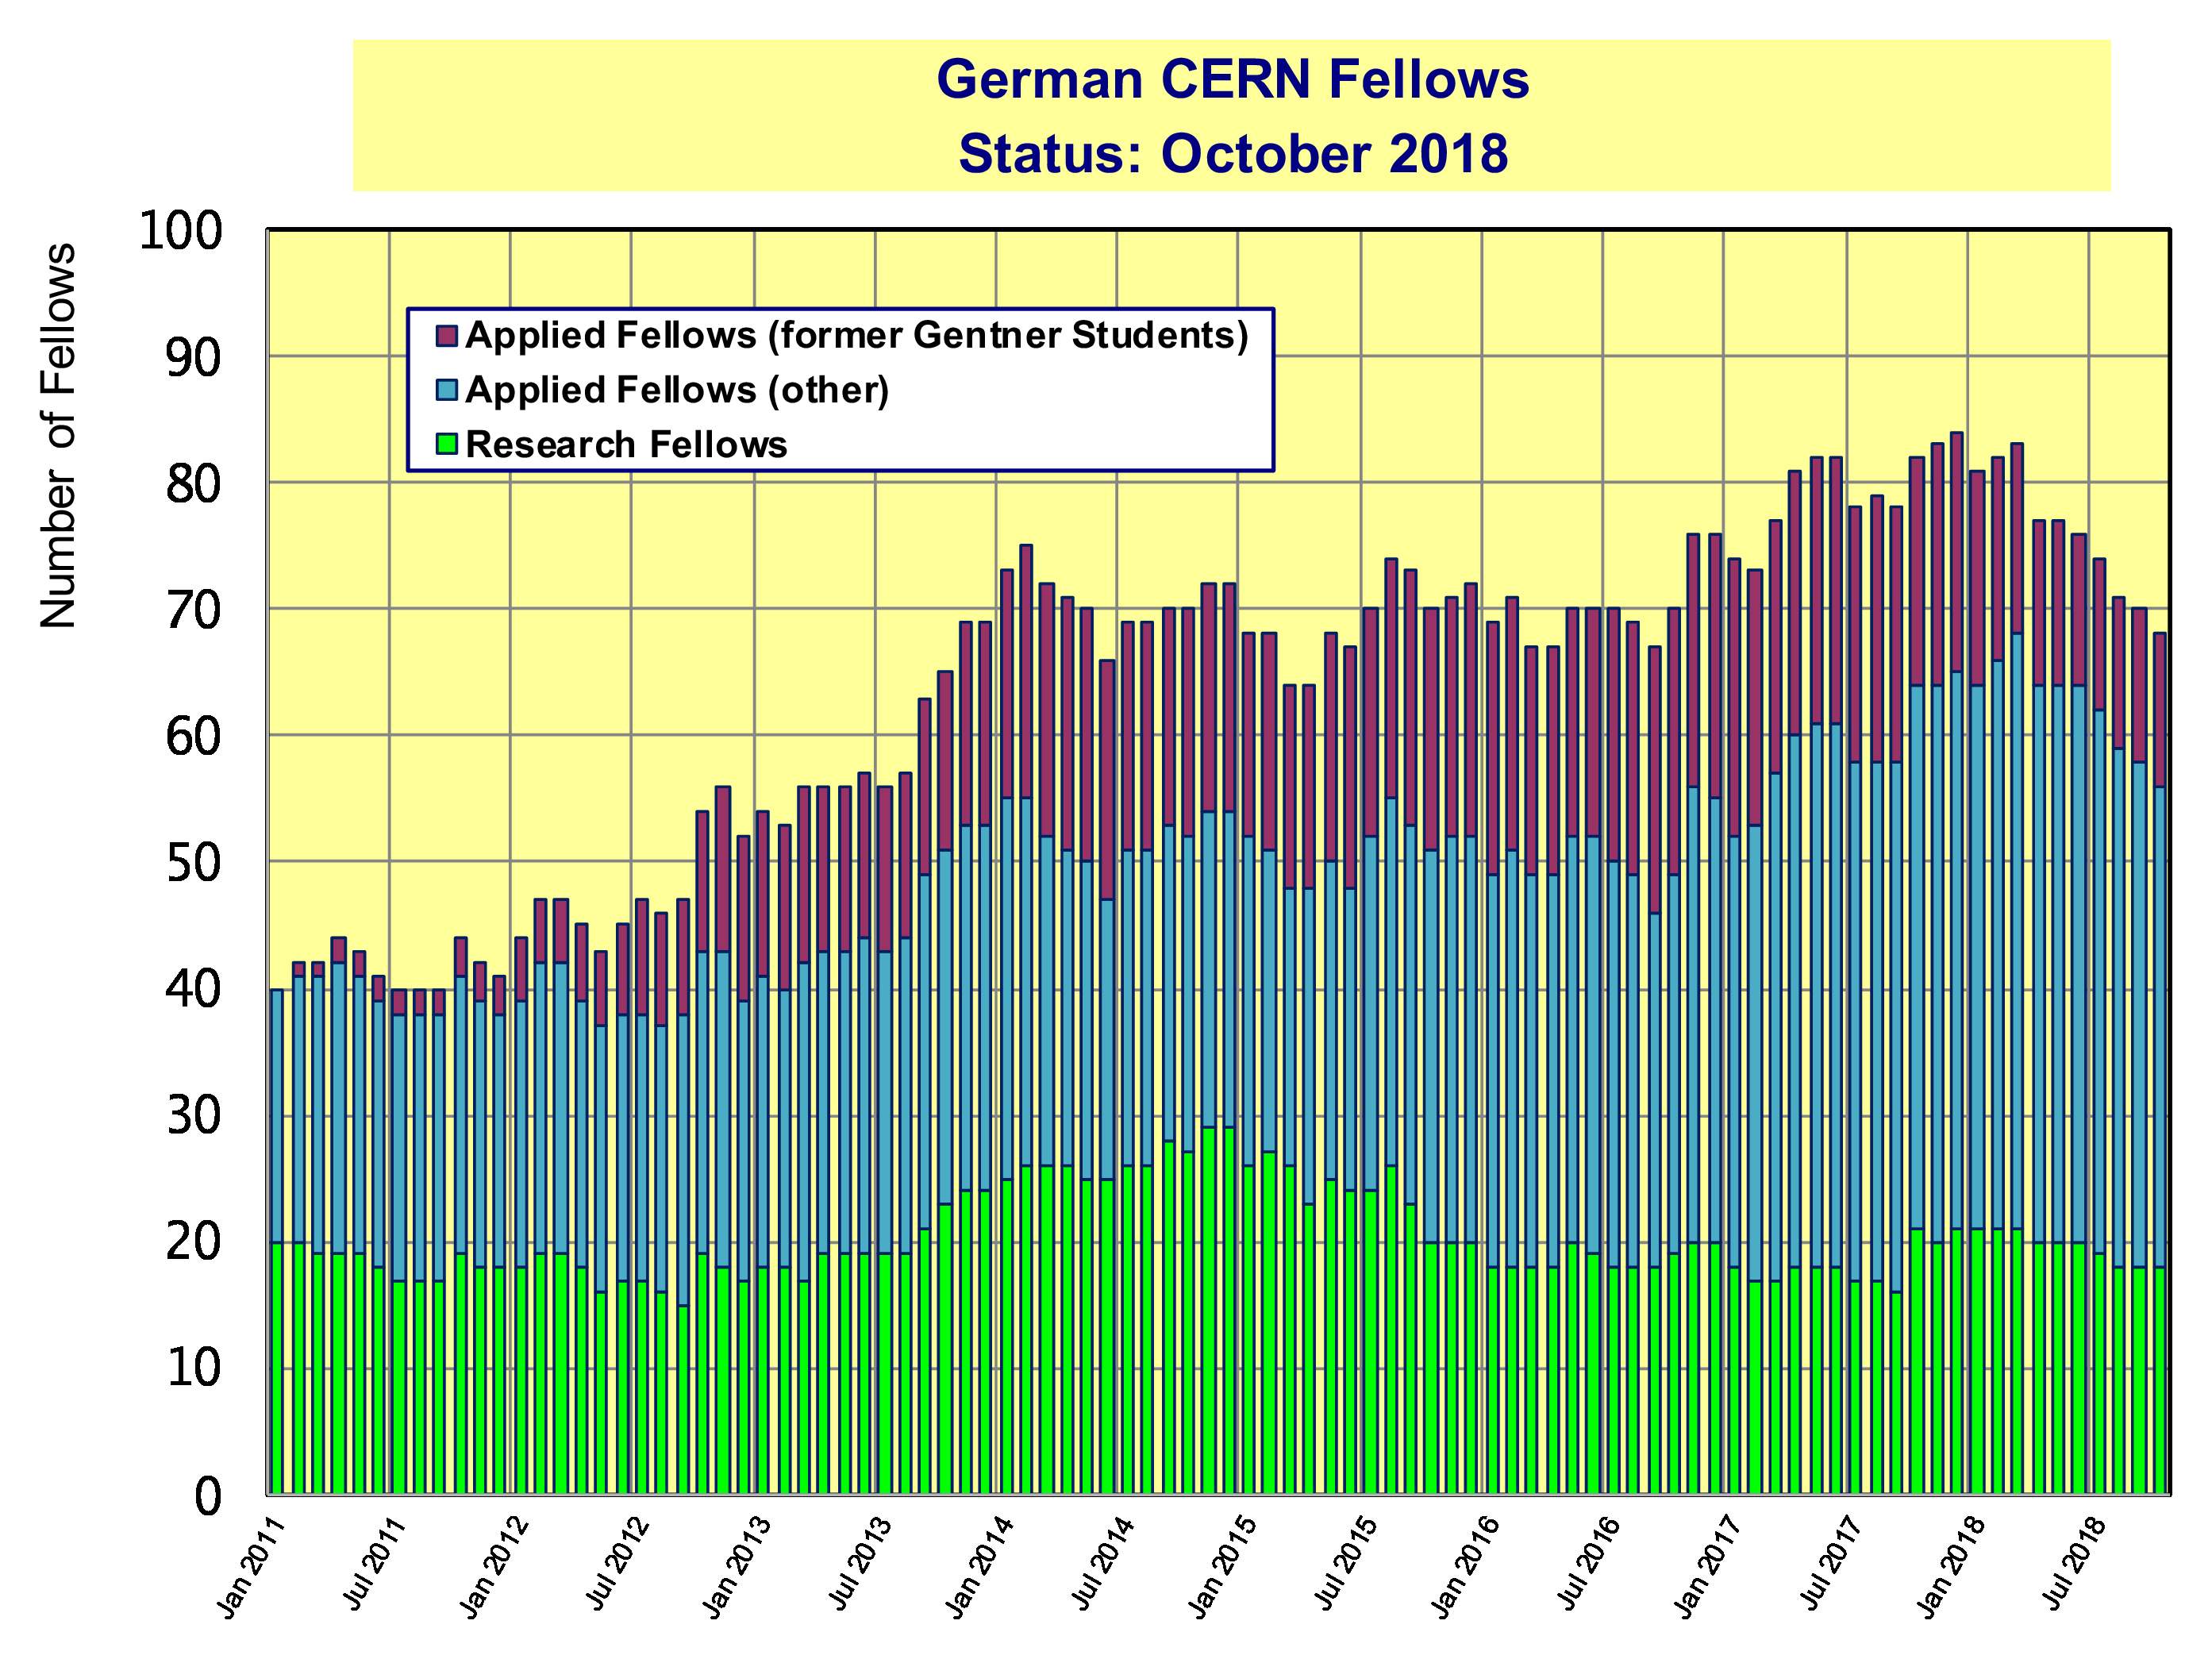 German CERN Fellows
Status: October 2018
Number of Fellows
100
90
80
70
60
50
40
30
20
10
0
Applied Fellows (former Gentner Students)
Applied Fellows (other)
Research Fellows
Jan 2011
Jul 2011
Jan 2012
Jul 2012
Jan 2013
Jul 2013
Jan 2014
Jul 2014
Jan 2015
Jul 2015
Jan 2016
Jul 2016
Jan 2017
Jul 2017
Jan 2018
Jul 2018